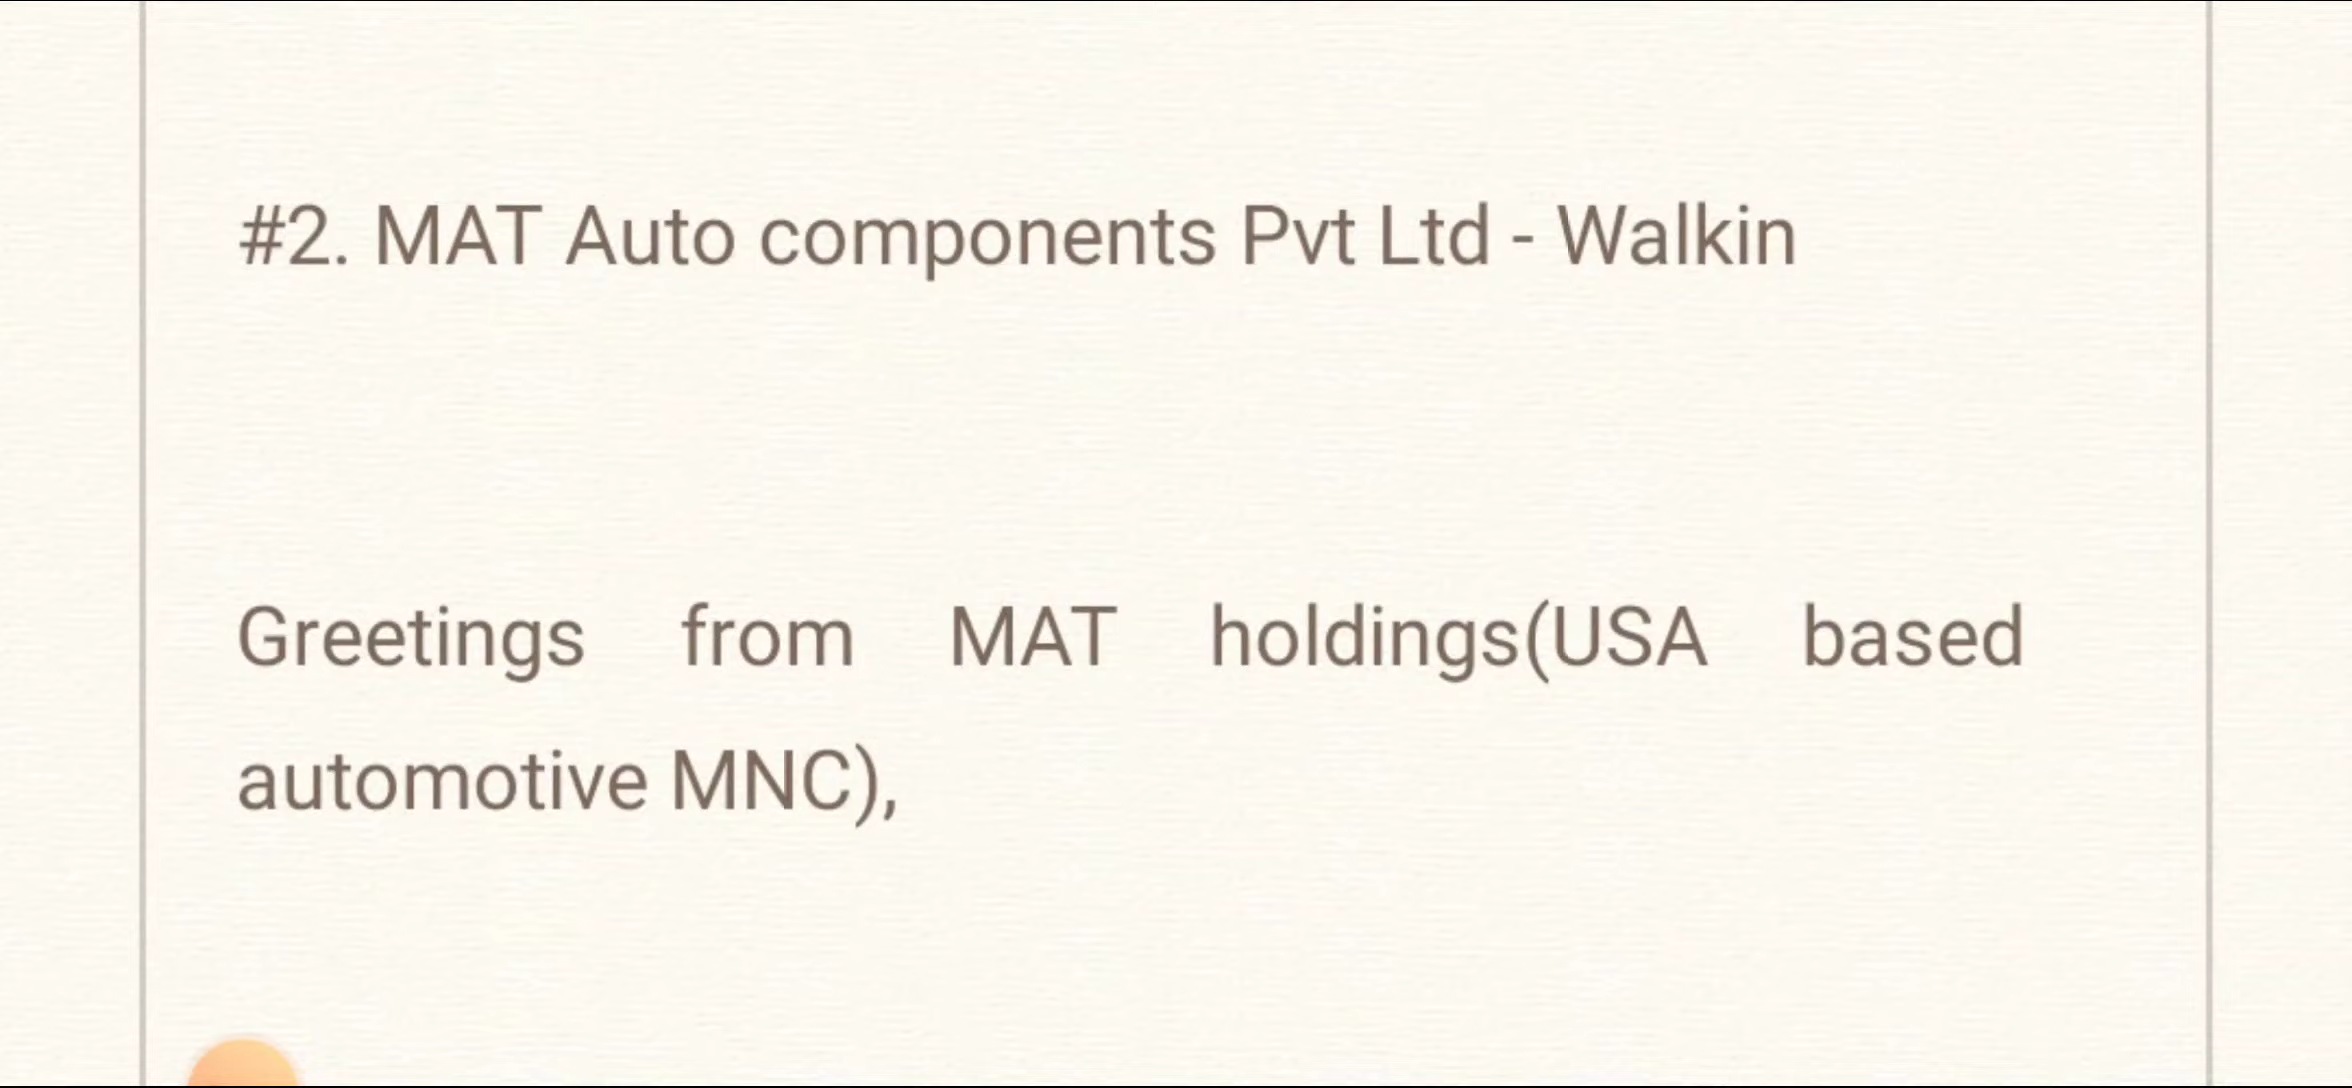 #2. MAT Auto components Pvt Ltd - Walkin
Greetings from MAT holdings(USA based
automotive MNC),